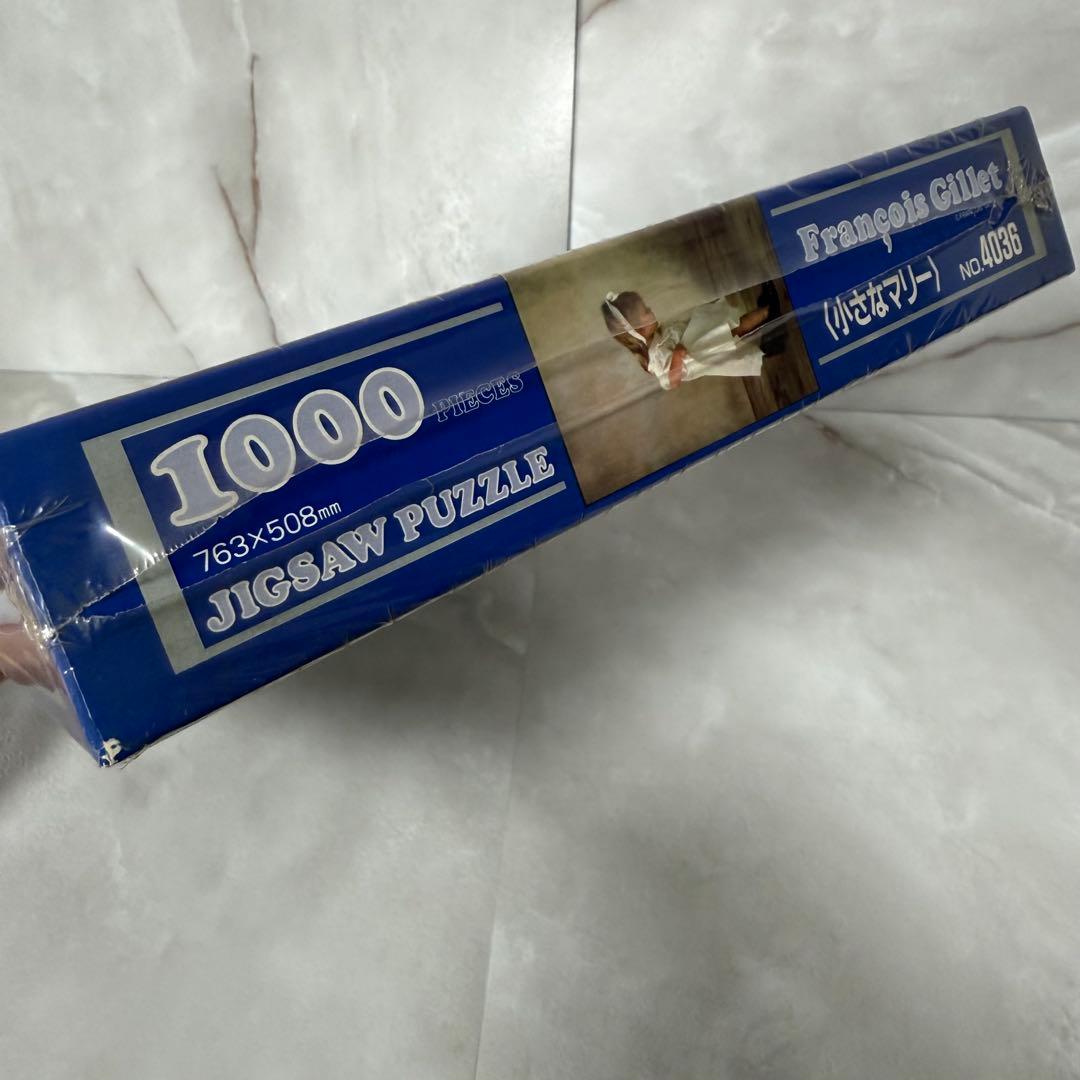 1000 PIECES
763×508mm
JIGSAW PUZZLE
François Gillet
〈小さなマリー〉 NO.4036